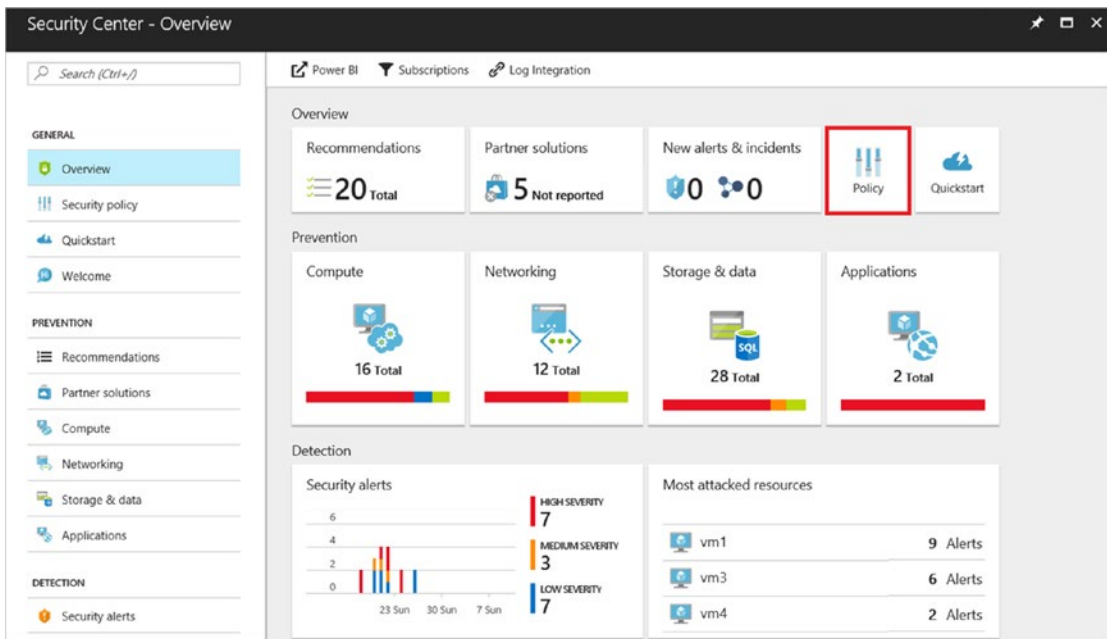 Security Center - Overview
Search (Ctrl+/)
GENERAL
Overview
Security policy
Quickstart
Welcome
PREVENTION
Recommendations
Partner solutions
Compute
Networking
Storage & data
Applications
DETECTION
Security alerts
Power BI Subscriptions Log Integration
Overview
Recommendations
20 Total
Partner solutions
5 Not reported
New alerts & incidents
0 0
Policy
Quickstart
Prevention
Compute
16 Total
Networking
12 Total
Storage & data
SQL
28 Total
Applications
2 Total
Detection
Security alerts
6
4
2
0
23 Sun 30 Sun 7 Sun
HIGH SEVERITY
7
MEDIUM SEVERITY
3
LOW SEVERITY
7
Most attacked resources
vm1 9 Alerts
vm3 6 Alerts
vm4 2 Alerts